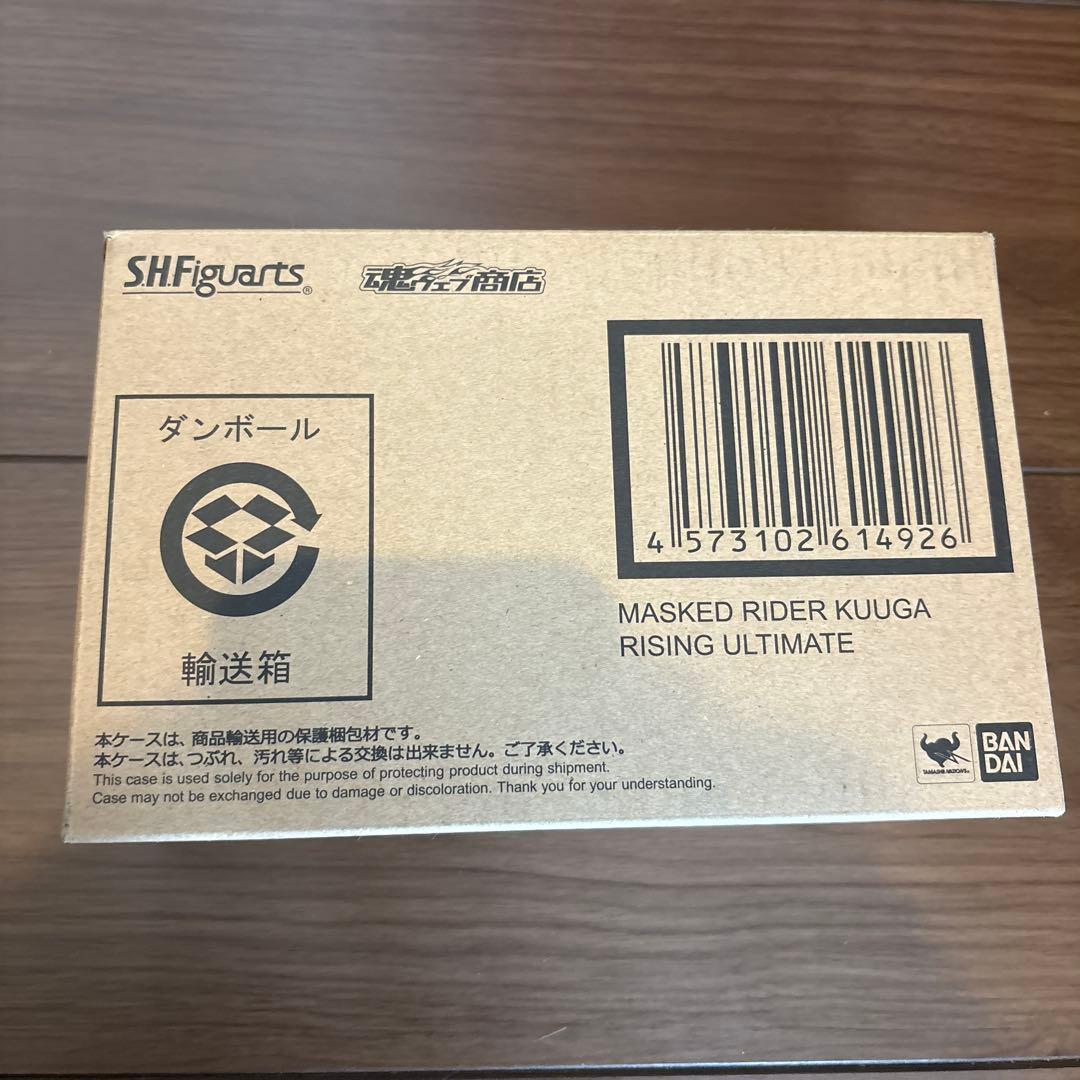 S.H.Figuarts®
魂ウェブ商店
ダンボール
輸送箱
4 573102 614926
MASKED RIDER KUUGA
RISING ULTIMATE
本ケースは、商品輸送用の保護梱包材です。
本ケースは、つぶれ、汚れ等による交換は出来ません。ご了承ください。
This case is used solely for the purpose of protecting product during shipment.
Case may not be exchanged due to damage or discoloration. Thank you for your understanding.
TAMASHII NATIONS
BAN
DAI